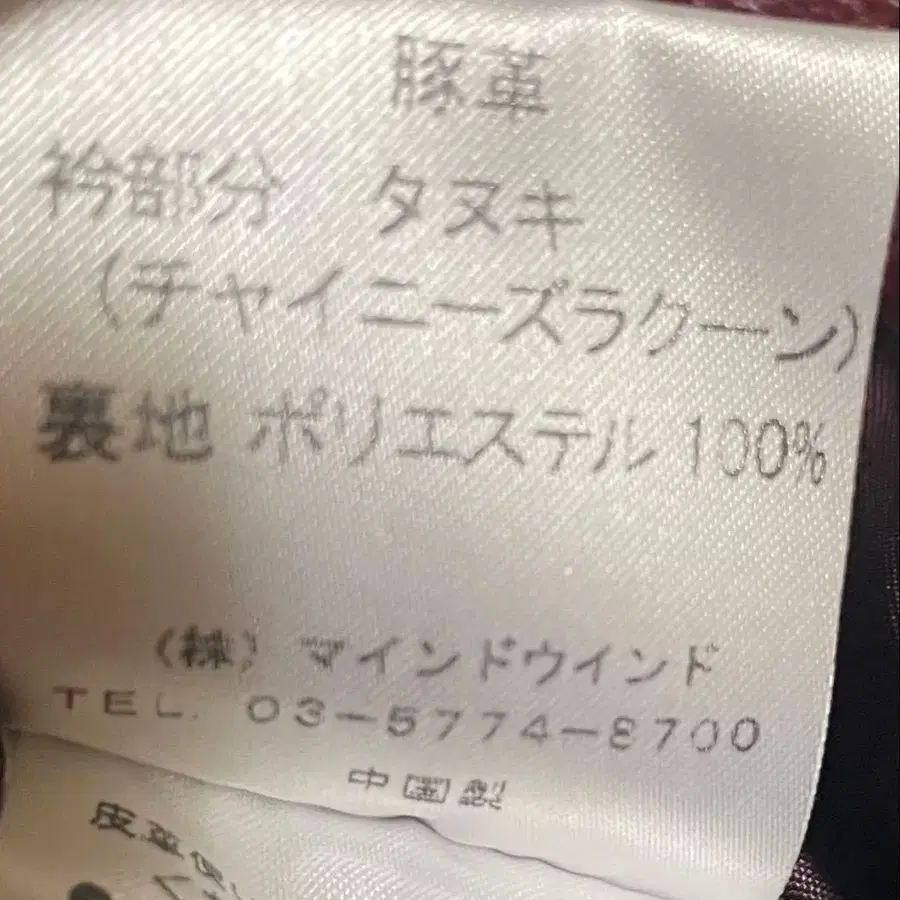 豚革
衿部分 タヌキ
(チャイニーズラクーン)
裏地 ポリエステル 100%
(株) マインドウインド
TEL. 03-5774-8700
中国製
皮革